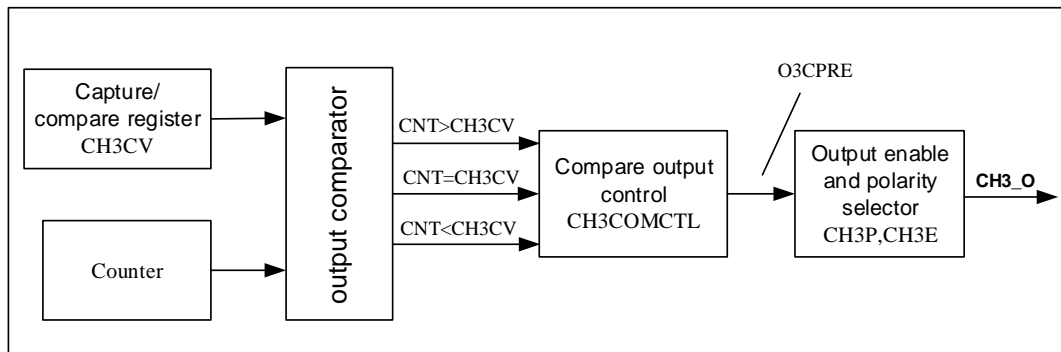 Capture/
compare register
CH3CV
Counter
output comparator
CNT>CH3CV
CNT=CH3CV
CNT<CH3CV
Compare output
control
CH3COMCTL
O3CPRE
Output enable
and polarity
selector
CH3P,CH3E
CH3_O